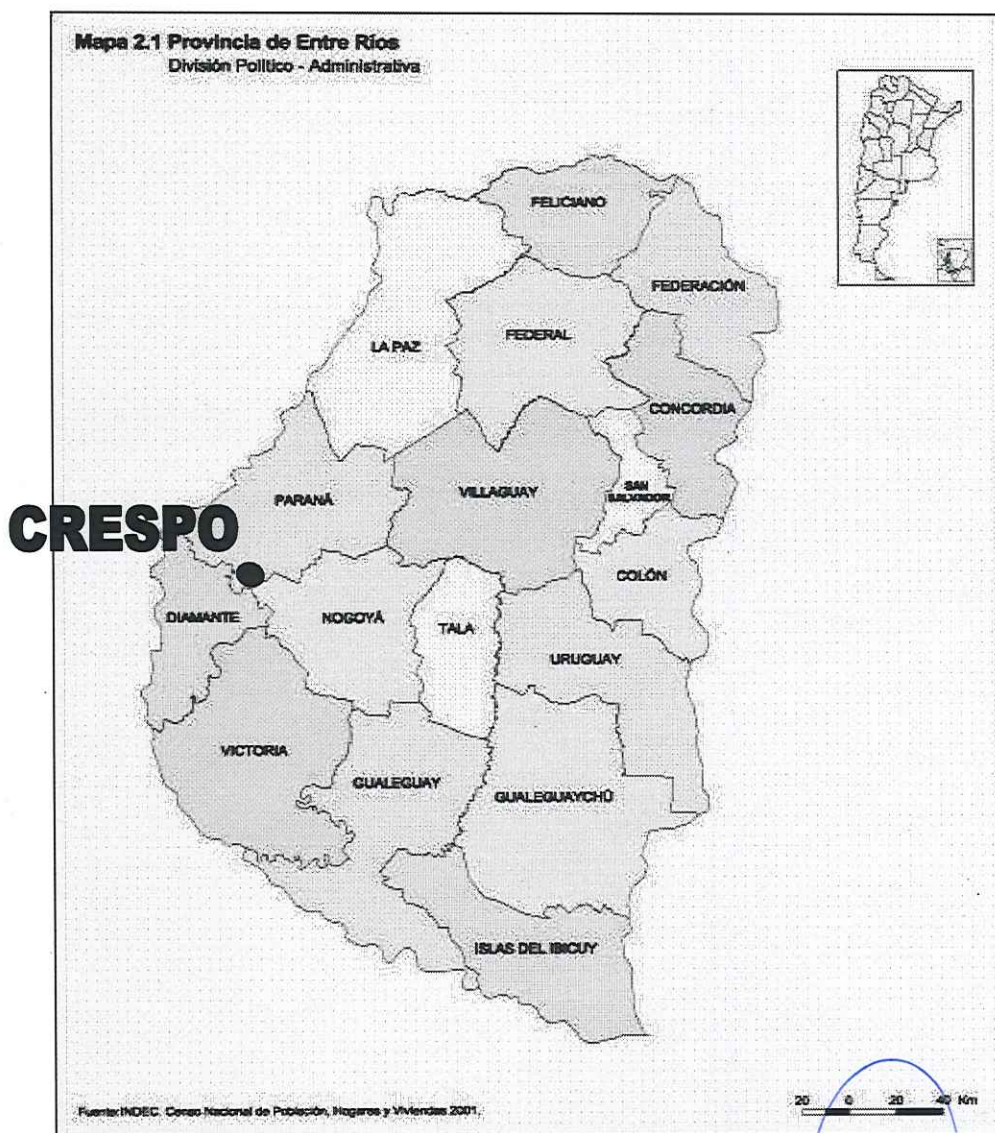 Mapa 2.1 Provincia de Entre Ríos
División Político - Administrativa
FELICIANO
FEDERACIÓN
LA PAZ
FEDERAL
CONCORDIA
PARANÁ
VILLAGUAY
SAN
SALVADOR
CRESPO
COLÓN
DIAMANTE
NOGOYÁ
TALA
URUGUAY
VICTORIA
GUALEGUAY
GUALEGUAYCHÚ
ISLAS DEL IBICUY
Fuente:INDEC. Censo Nacional de Población, Hogares y Viviendas 2001.
20 0 20 40 Km